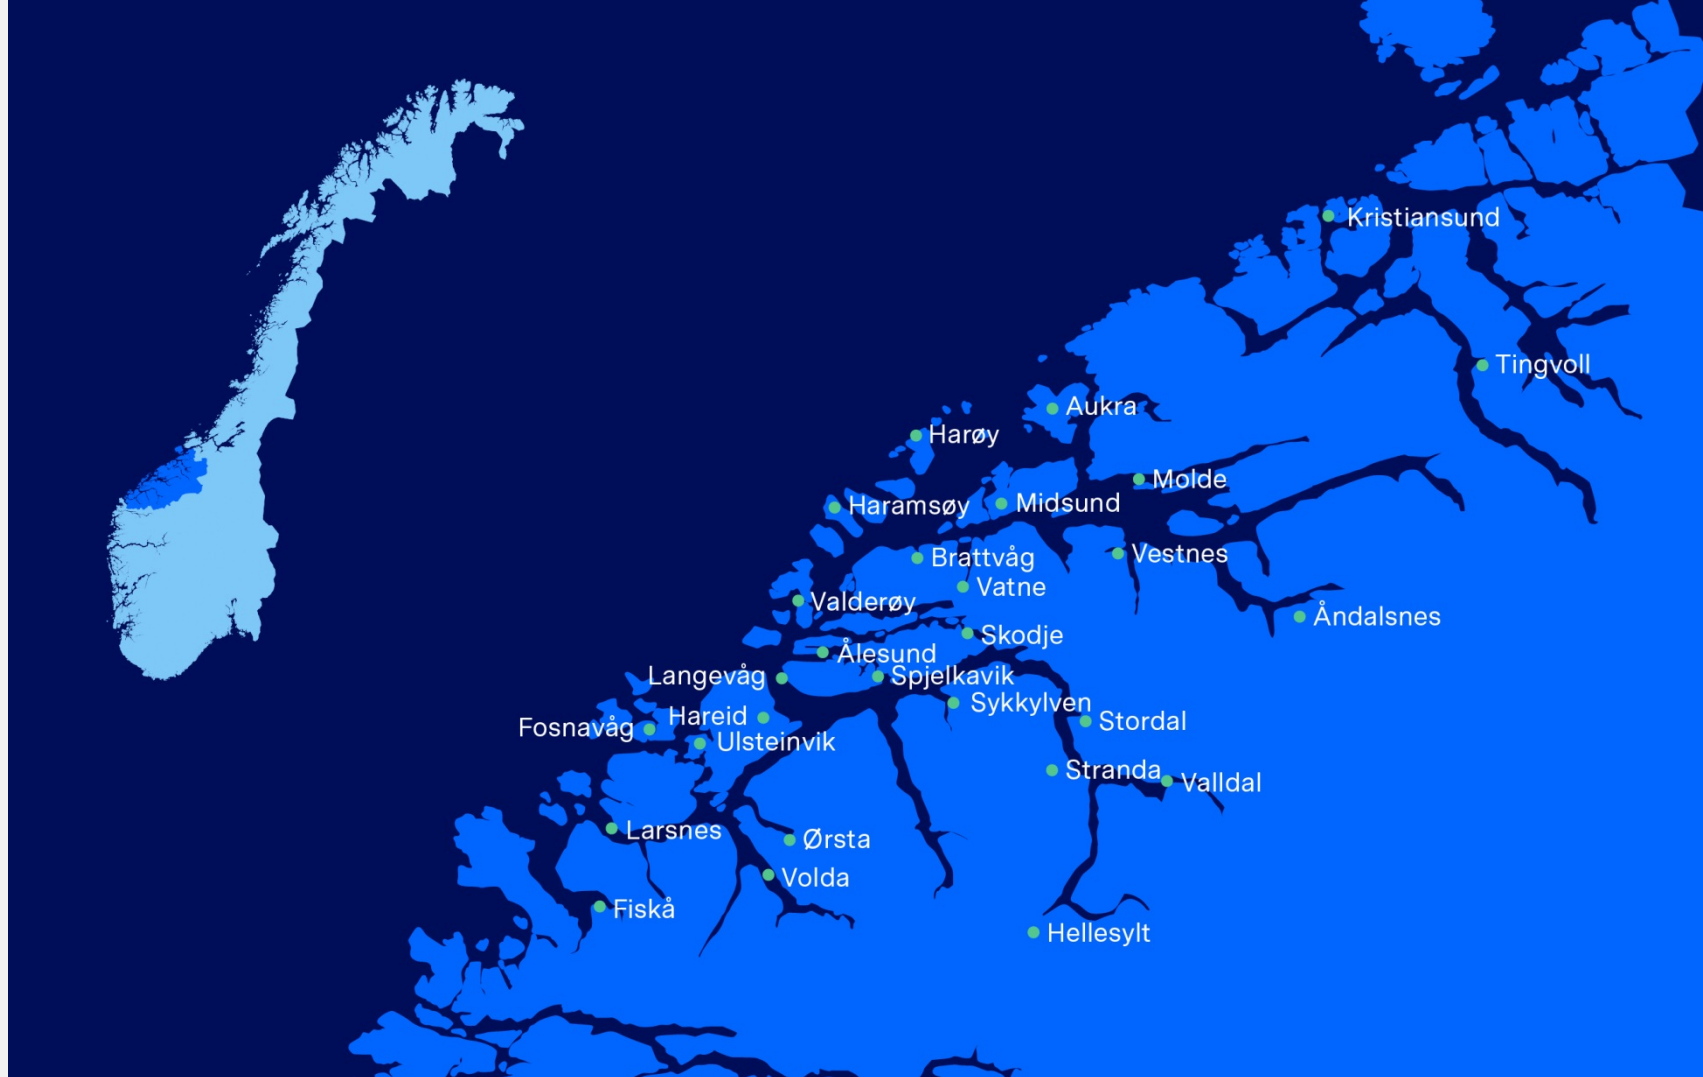 Kristiansund
Tingvoll
Aukra
Harøy
Molde
Midsund
Haramsøy
Vestnes
Brattvåg
Vatne
Valderøy
Åndalsnes
Skodje
Ålesund
Langevåg
Spjelkavik
Sykkylven
Hareid
Stordal
Fosnavåg
Ulsteinvik
Stranda
Valldal
Larsnes
Ørsta
Volda
Fiskå
Hellesylt